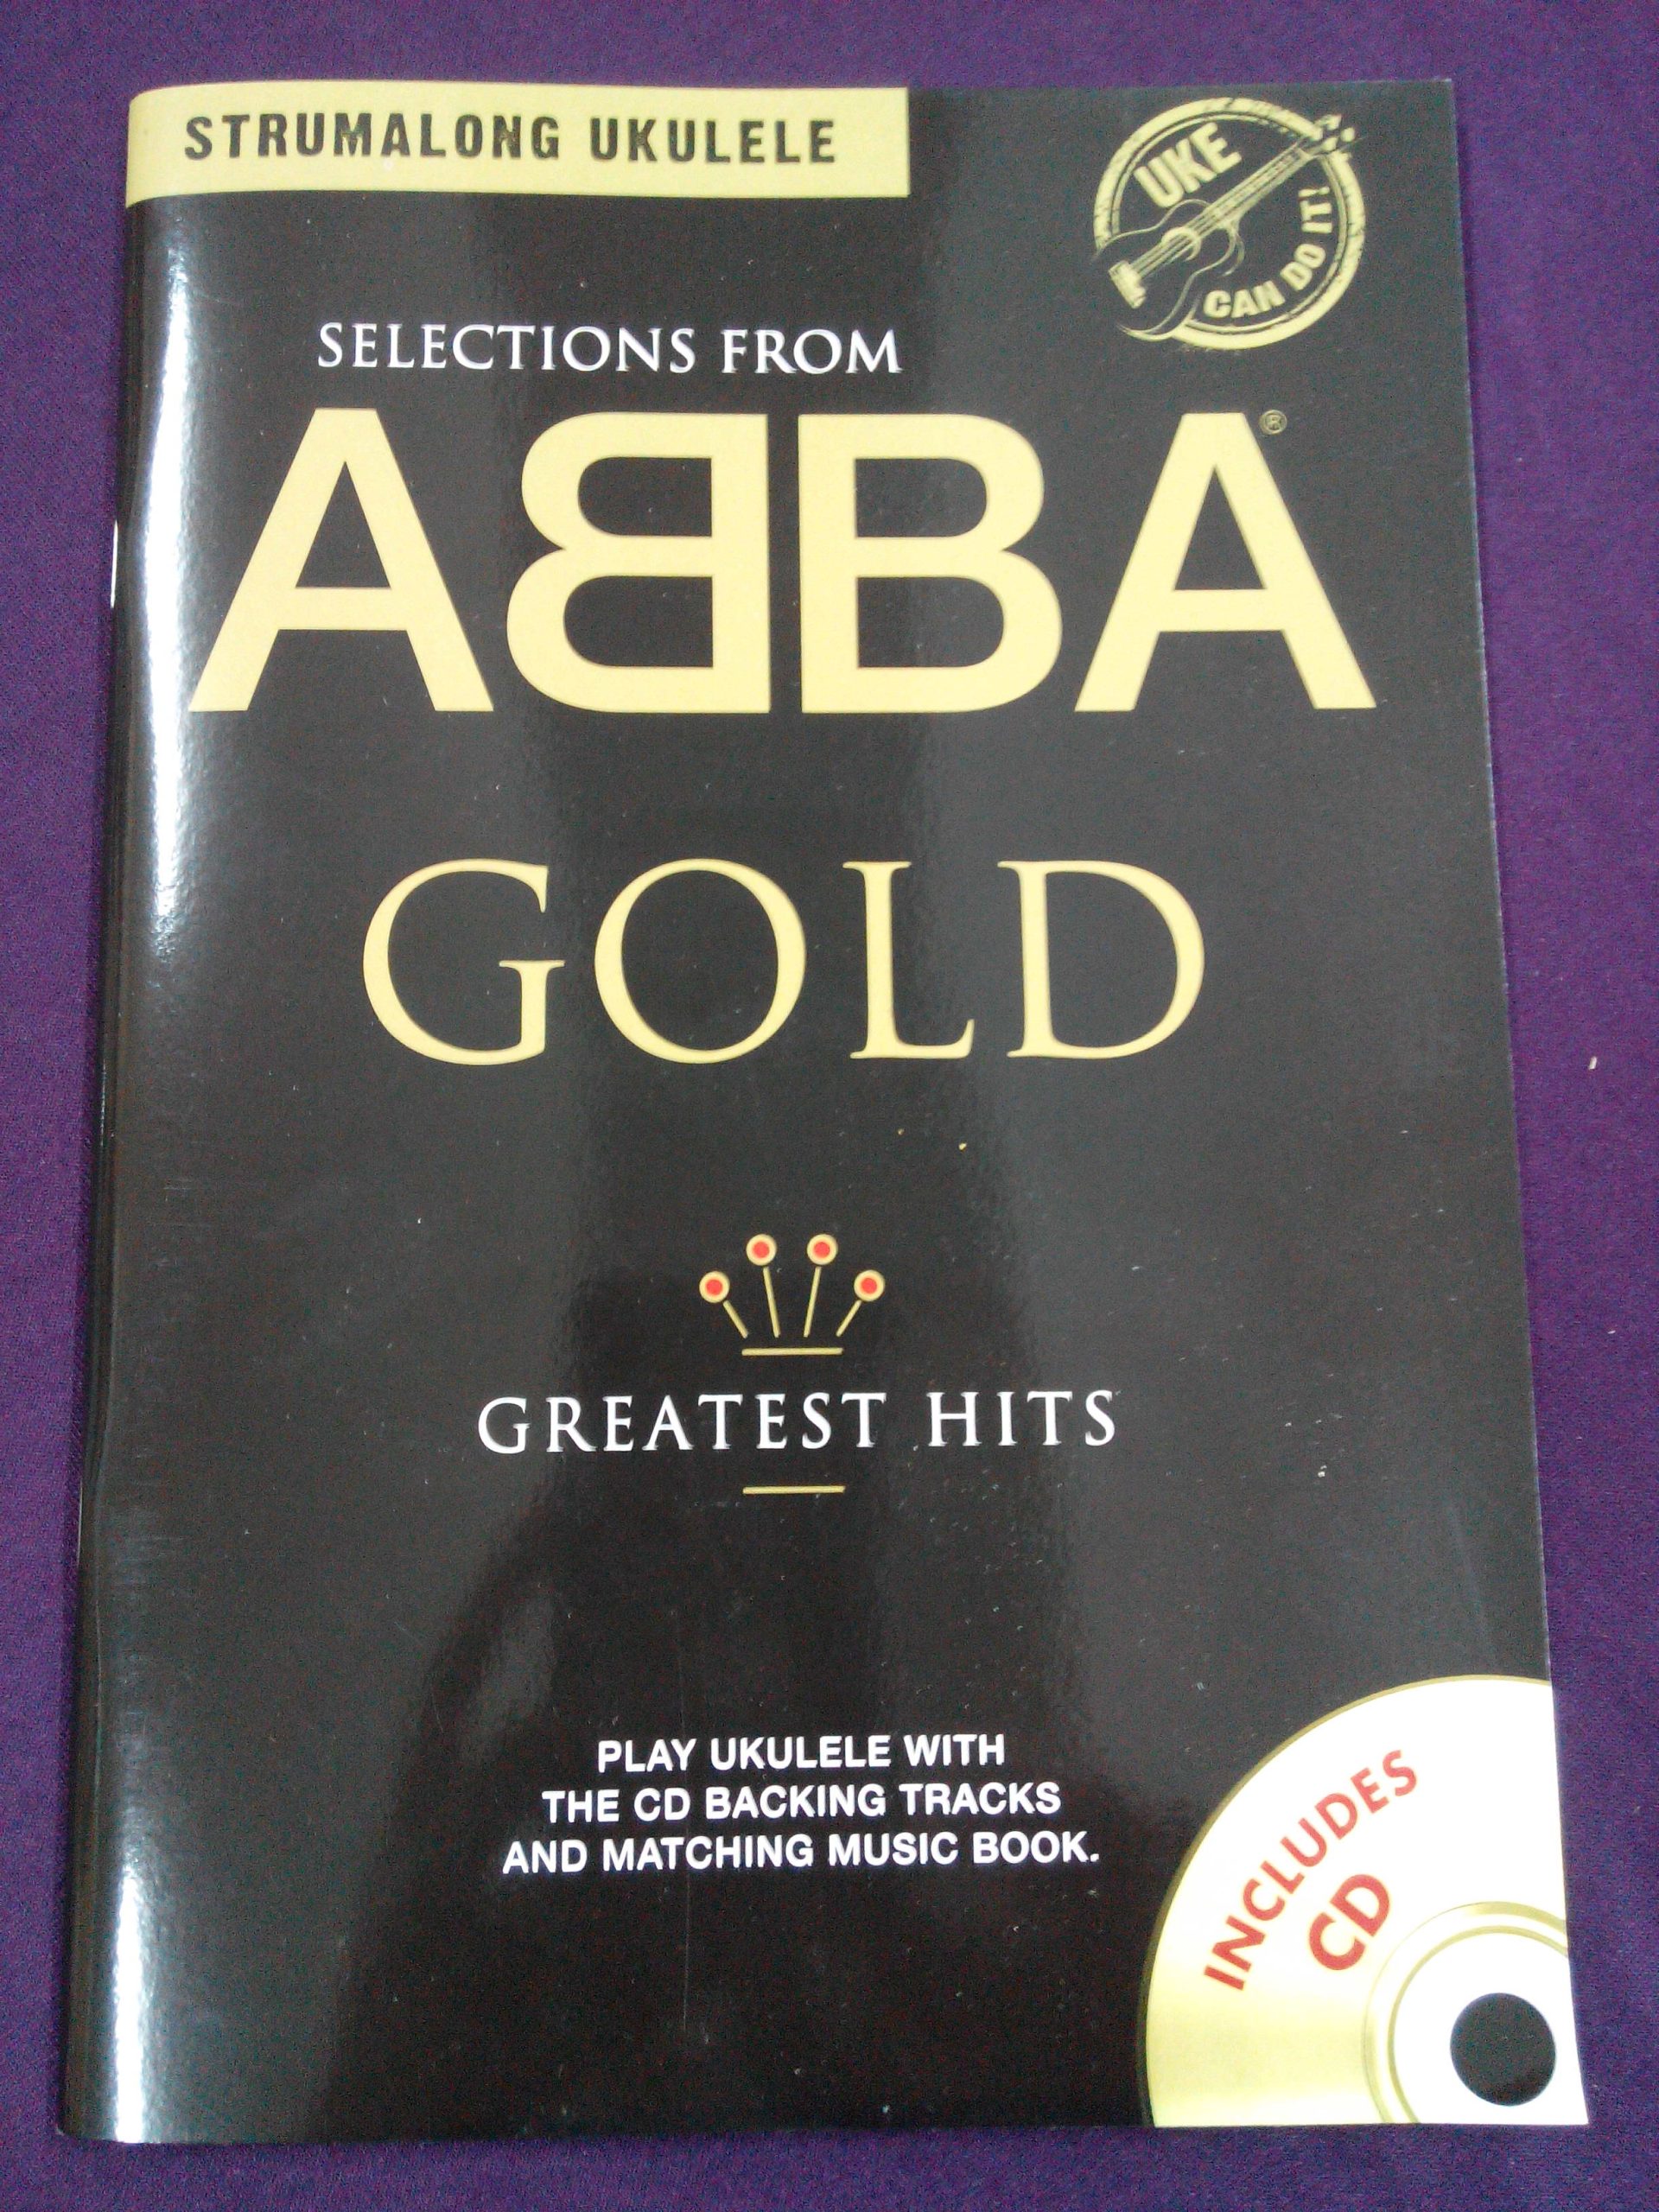 STRUMALONG UKULELE
UKE
CAN DO IT!
SELECTIONS FROM
ABBA®
GOLD
GREATEST HITS
PLAY UKULELE WITH
THE CD BACKING TRACKS
AND MATCHING MUSIC BOOK.
INCLUDES
CD